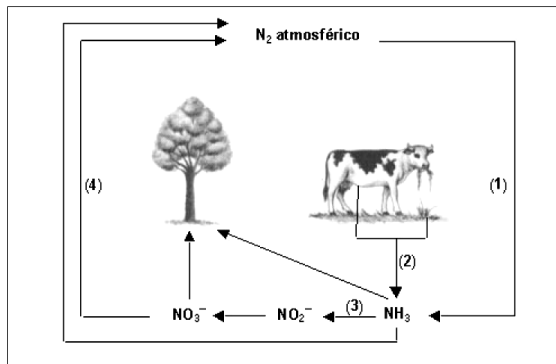 N₂ atmosférico
(4)
(1)
(2)
NO₃⁻
NO₂⁻
(3)
NH₃